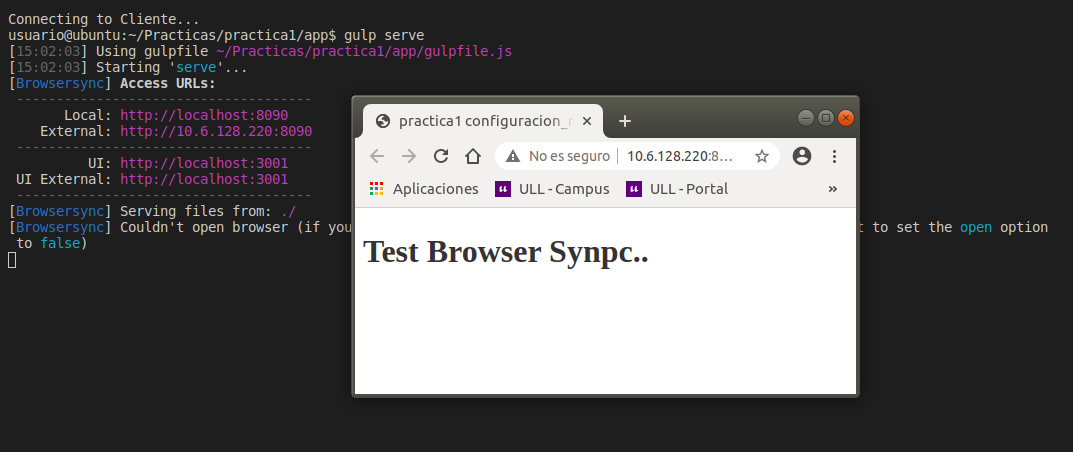 Connecting to Cliente...
usuario@ubuntu:~/Practicas/practica1/app$ gulp serve
[15:02:03] Using gulpfile ~/Practicas/practica1/app/gulpfile.js
[15:02:03] Starting 'serve'...
[Browsersync] Access URLs:
--------------------------------------
Local: http://localhost:8090
External: http://10.6.128.220:8090
--------------------------------------
UI: http://localhost:3001
UI External: http://localhost:3001
--------------------------------------
[Browsersync] Serving files from: ./
[Browsersync] Couldn't open browser (if you t to set the open option
to false)
practica1 configuracion_
No es seguro | 10.6.128.220:8...
Aplicaciones ULL - Campus ULL - Portal »
Test Browser Synpc..